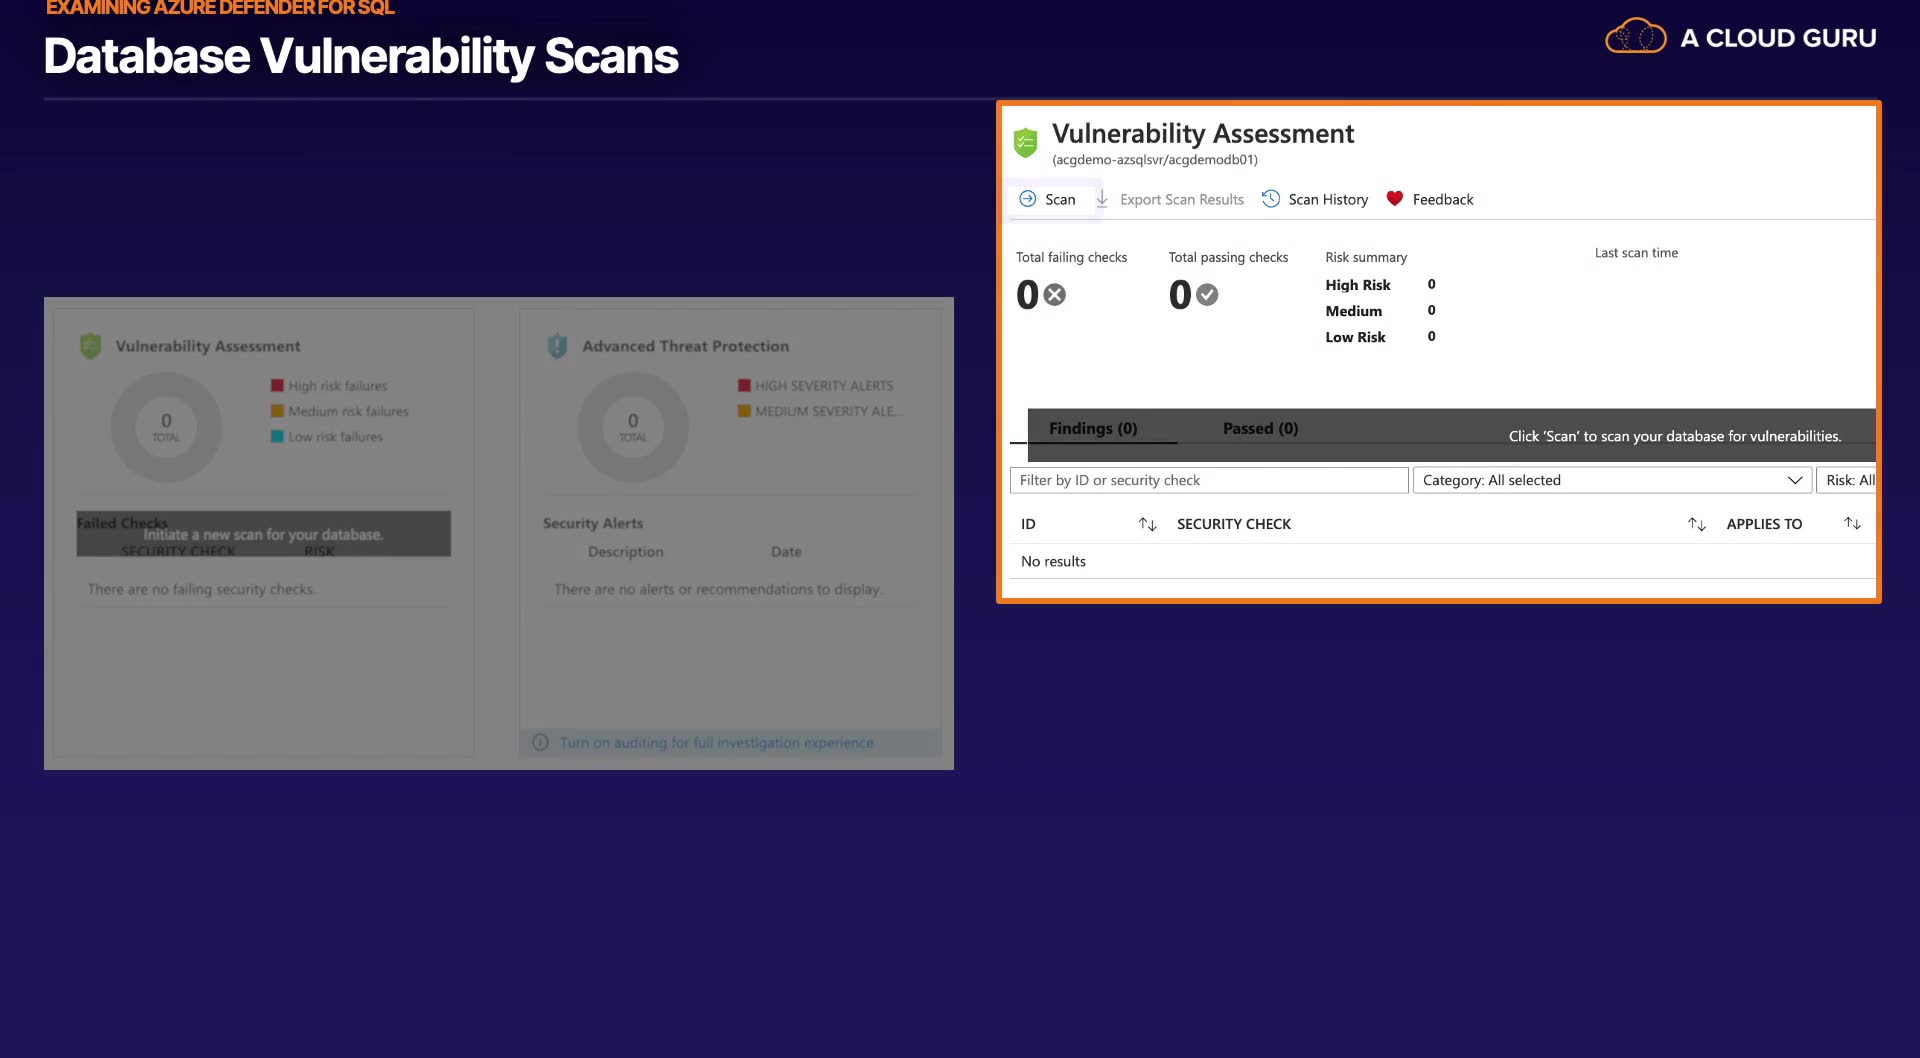 EXAMINING AZURE DEFENDER FOR SQL
Database Vulnerability Scans
A CLOUD GURU
Vulnerability Assessment
0
TOTAL
High risk failures
Medium risk failures
Low risk failures
Failed Checks
Initiate a new scan for your database.
SECURITY CHECK RISK
There are no failing security checks.
Advanced Threat Protection
0
TOTAL
HIGH SEVERITY ALERTS
MEDIUM SEVERITY ALE...
Security Alerts
Description Date
There are no alerts or recommendations to display.
Turn on auditing for full investigation experience
Vulnerability Assessment
(acgdemo-azsqlsvr/acgdemodb01)
Scan Export Scan Results Scan History Feedback
Total failing checks
0
Total passing checks
0
Risk summary
High Risk 0
Medium 0
Low Risk 0
Last scan time
Findings (0) Passed (0)
Click 'Scan' to scan your database for vulnerabilities.
Filter by ID or security check Category: All selected Risk: All
ID SECURITY CHECK APPLIES TO
No results